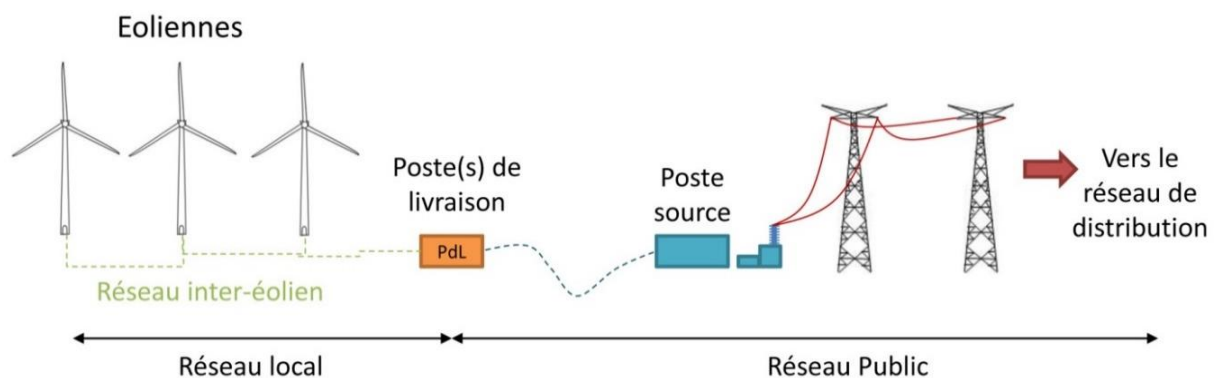 Eoliennes
Poste(s) de
livraison
PdL
Réseau inter-éolien
Poste
source
Vers le
réseau de
distribution
Réseau local
Réseau Public